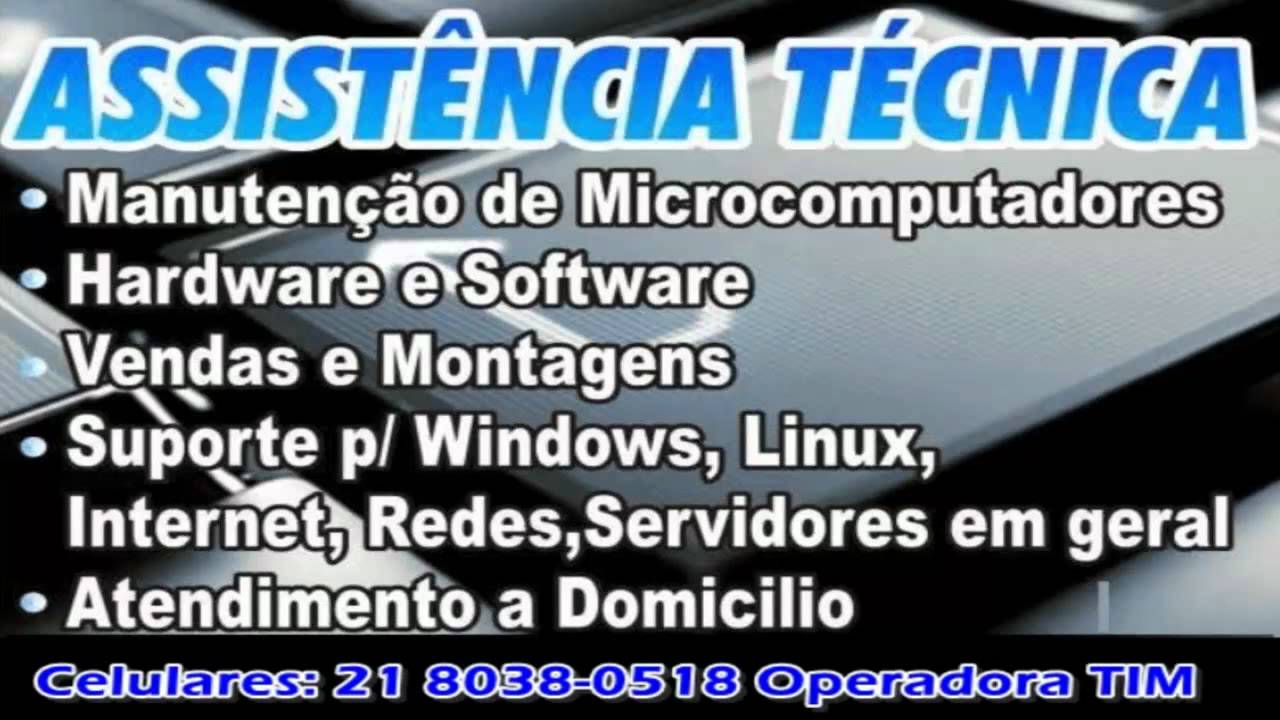 ASSISTÊNCIA TÉCNICA
• Manutenção de Microcomputadores
• Hardware e Software
• Vendas e Montagens
• Suporte p/ Windows, Linux,
Internet, Redes,Servidores em geral
• Atendimento a Domicilio
Celulares: 21 8038-0518 Operadora TIM